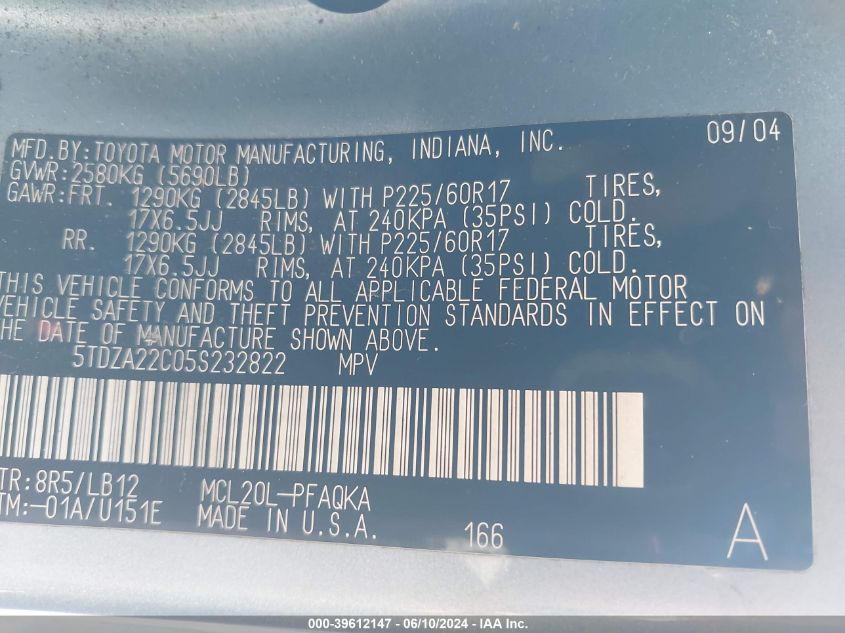 MFD.BY:TOYOTA MOTOR MANUFACTURING, INDIANA, INC. 09/04
GVWR:2580KG (5690LB)
GAWR:FRT. 1290KG (2845LB) WITH P225/60R17 TIRES,
17X6.5JJ RIMS, AT 240KPA (35PSI) COLD.
RR. 1290KG (2845LB) WITH P225/60R17 TIRES,
17X6.5JJ RIMS, AT 240KPA (35PSI) COLD.
THIS VEHICLE CONFORMS TO ALL APPLICABLE FEDERAL MOTOR
VEHICLE SAFETY AND THEFT PREVENTION STANDARDS IN EFFECT ON
THE DATE OF MANUFACTURE SHOWN ABOVE.
5TDZA22C05S232822 MPV
TR:8R5/LB12 MCL20L-PFAQKA
TM:-01A/U151E MADE IN U.S.A. 166 A
000-39612147 - 06/10/2024 - IAA Inc.